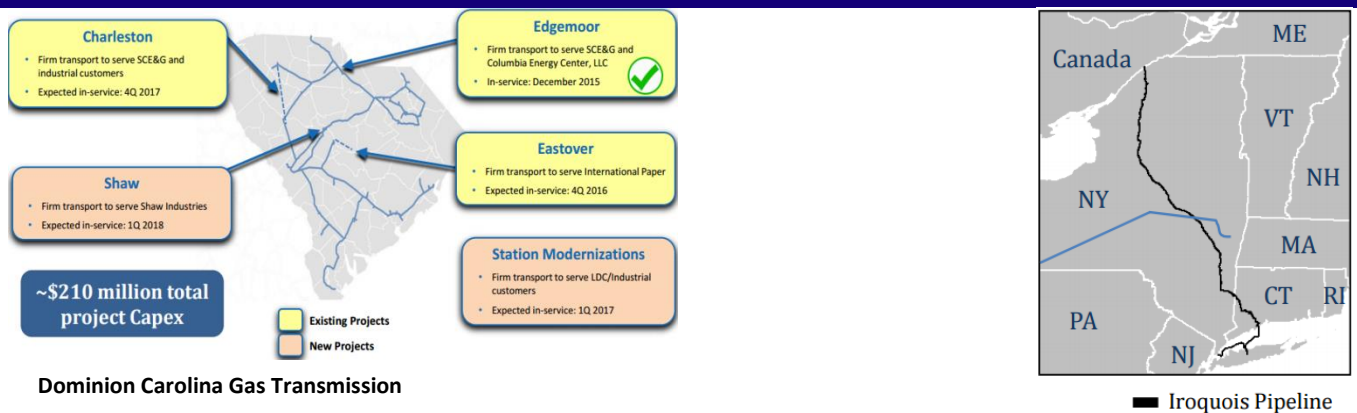 Charleston
• Firm transport to serve SCE&G and
industrial customers
• Expected in-service: 4Q 2017
Edgemoor
• Firm transport to serve SCE&G and
Columbia Energy Center, LLC
• In-service: December 2015
Eastover
• Firm transport to serve International Paper
• Expected in-service: 4Q 2016
Shaw
• Firm transport to serve Shaw Industries
• Expected in-service: 1Q 2018
Station Modernizations
• Firm transport to serve LDC/Industrial
customers
• Expected in-service: 1Q 2017
~$210 million total
project Capex
Existing Projects
New Projects
Dominion Carolina Gas Transmission
ME
Canada
VT
NH
NY
MA
CT
RI
PA
NJ
Iroquois Pipeline